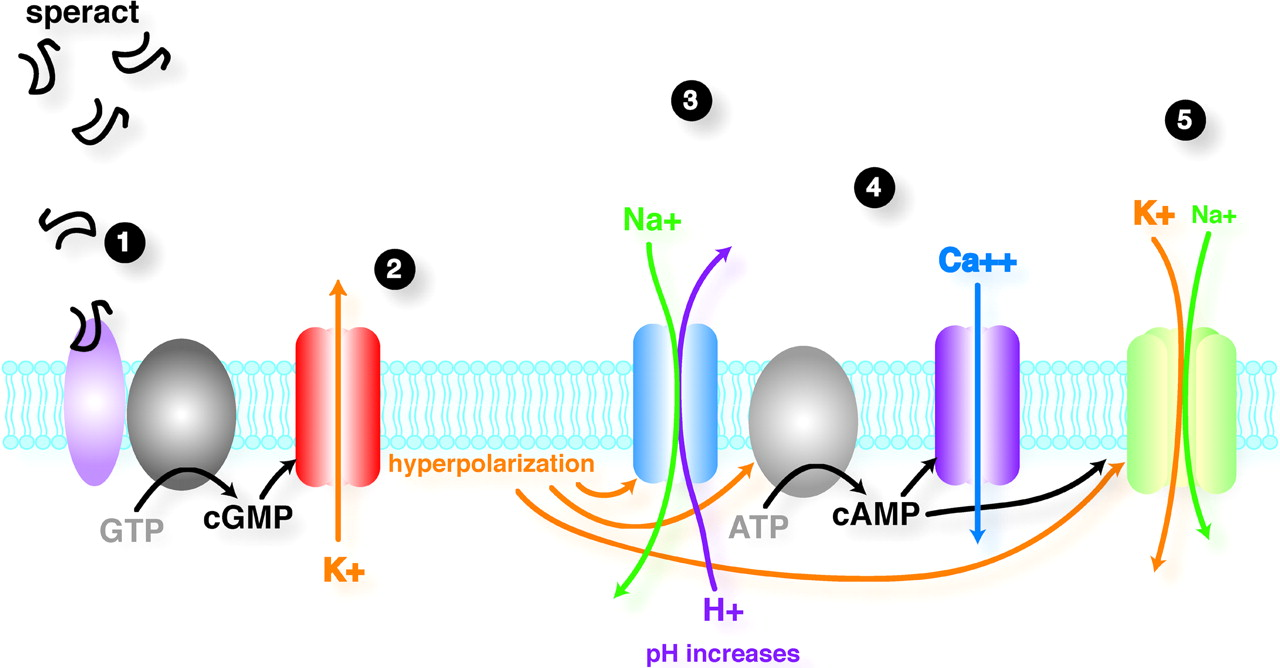 speract
1
2
3
4
5
Na+
K+
Na+
Ca++
hyperpolarization
GTP
cGMP
ATP
cAMP
K+
H+
pH increases